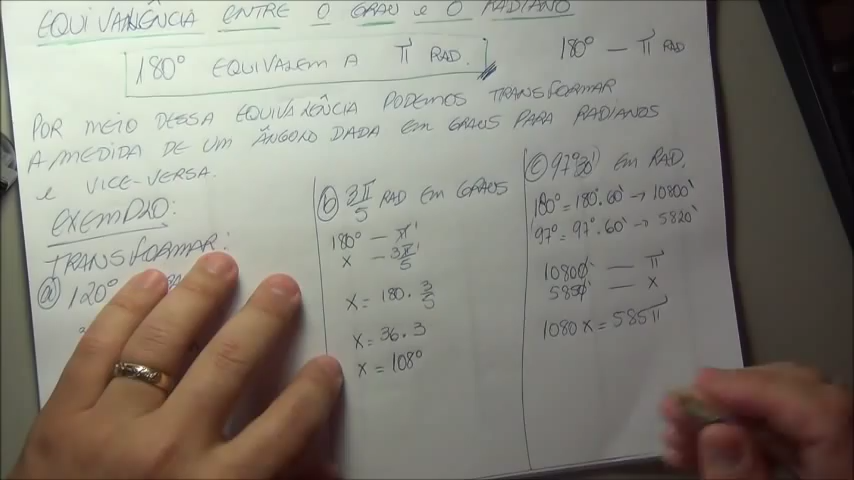 EQUIVALÊNCIA ENTRE O GRAU e O RADIANO
180° EQUIVALEM A π RAD.
180° — π RAD
POR MEIO DESSA EQUIVALÊNCIA PODEMOS TRANSFORMAR
A MEDIDA DE UM ÂNGULO DADA EM GRAUS PARA RADIANOS
e VICE-VERSA.
EXEMPLO:
TRANSFORMAR:
a) 120°
b) 3π/5 RAD EM GRAUS
180° — π
x — 3π/5
x = 180 . 3/5
x = 36 . 3
x = 108°
c) 97°30' EM RAD.
180° = 180° . 60' → 10800'
97° = 97° . 60' → 5820'
10800' — π
5850' — x
1080 x = 585π